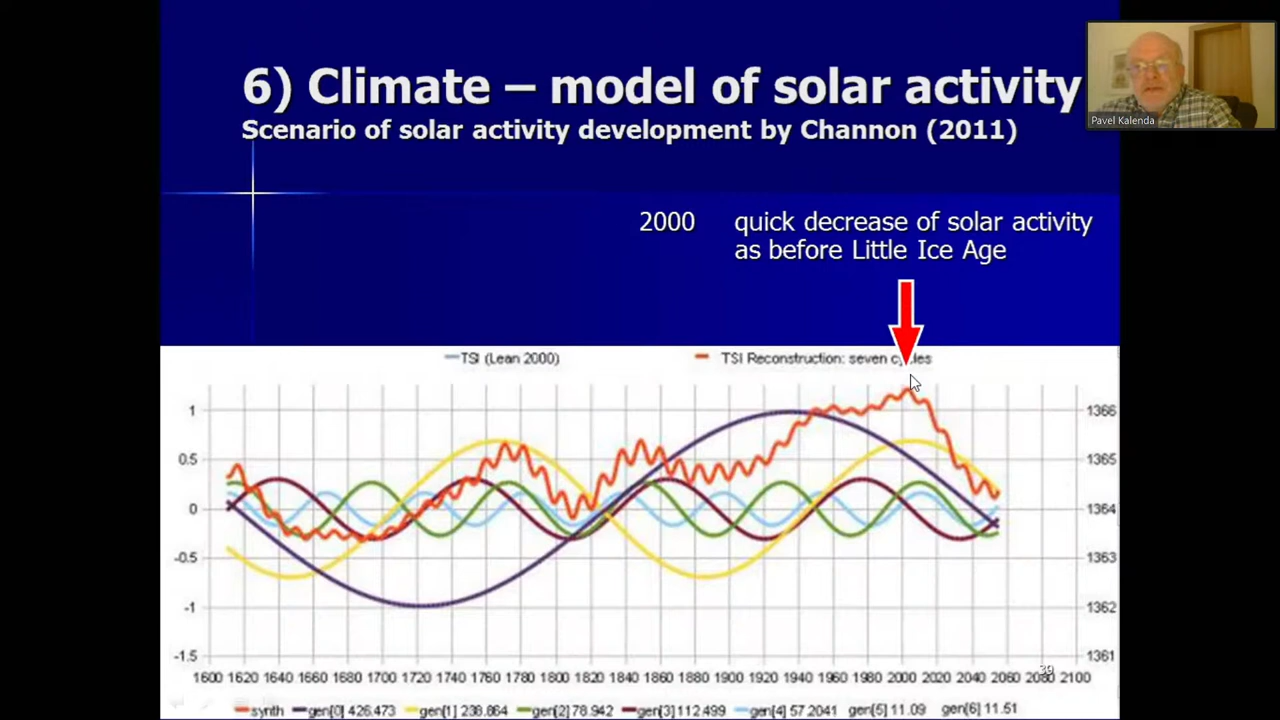 6) Climate – model of solar activity
Scenario of solar activity development by Channon (2011)
Pavel Kalenda
2000 quick decrease of solar activity
as before Little Ice Age
TSI (Lean 2000) TSI Reconstruction: seven cycles
1 1366
0.5 1365
0 1364
-0.5 1363
-1 1362
-1.5 1361
39
1600 1620 1640 1660 1680 1700 1720 1740 1760 1780 1800 1820 1840 1860 1880 1900 1920 1940 1960 1980 2000 2020 2040 2060 2080 2100
synth gen[0] 426.473 gen[1] 238.864 gen[2] 78.942 gen[3] 112.499 gen[4] 57.2041 gen[5] 11.09 gen[6] 11.51